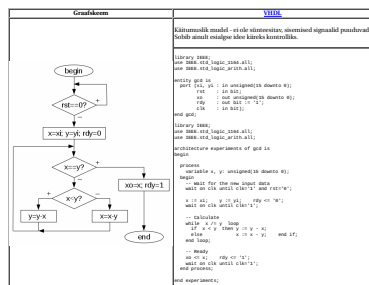 Graafskeem
VHDL
Käitumuslik mudel - ei ole sünteesitav, sisemised signaalid puuduvad
Sobib ainult esialgse idee kiireks kontrolliks.
begin
rst==0?
+
–
x=xi; y=yi; rdy=0
x==y?
+
–
xo=x; rdy=1
x<y?
+
–
y=y-x
x=x-y
end
library IEEE;
use IEEE.std_logic_1164.all;
use IEEE.std_logic_arith.all;
entity gcd is
port (xi, yi : in unsigned(15 downto 0);
rst : in bit;
xo : out unsigned(15 downto 0);
rdy : out bit := '1';
clk : in bit);
end gcd;
library IEEE;
use IEEE.std_logic_1164.all;
use IEEE.std_logic_arith.all;
architecture experiments of gcd is
begin
process
variable x, y: unsigned(15 downto 0);
begin
-- Wait for the new input data
wait on clk until clk='1' and rst='0';
x := xi; y := yi; rdy <= '0';
wait on clk until clk='1';
-- Calculate
while x /= y loop
if x < y then y := y - x;
else x := x - y; end if;
end loop;
-- Ready
xo <= x; rdy <= '1';
wait on clk until clk='1';
end process;
end experiments;